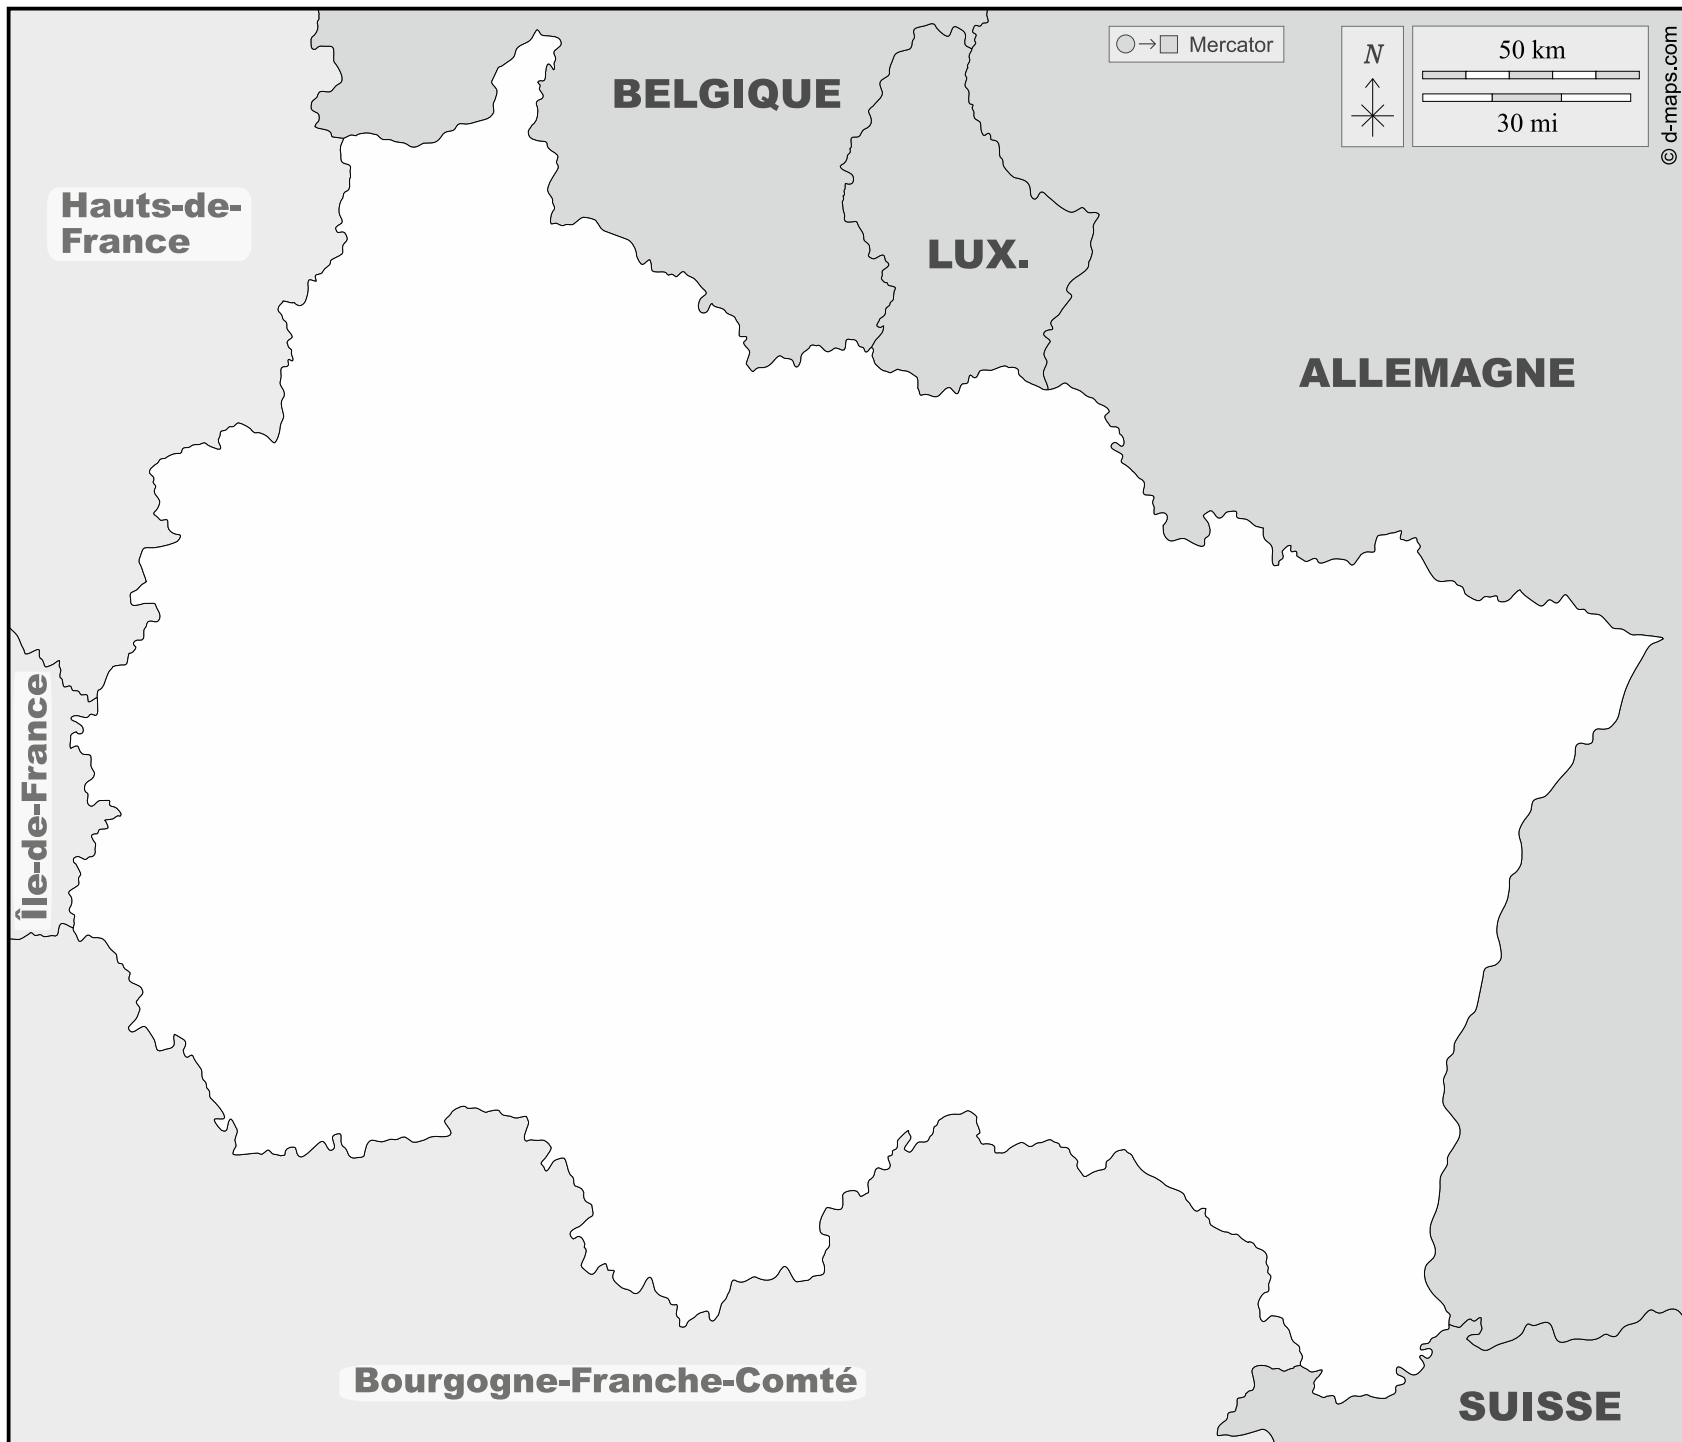 Mercator
N
50 km
30 mi
© d-maps.com
BELGIQUE
Hauts-de-
France
LUX.
ALLEMAGNE
Île-de-France
Bourgogne-Franche-Comté
SUISSE